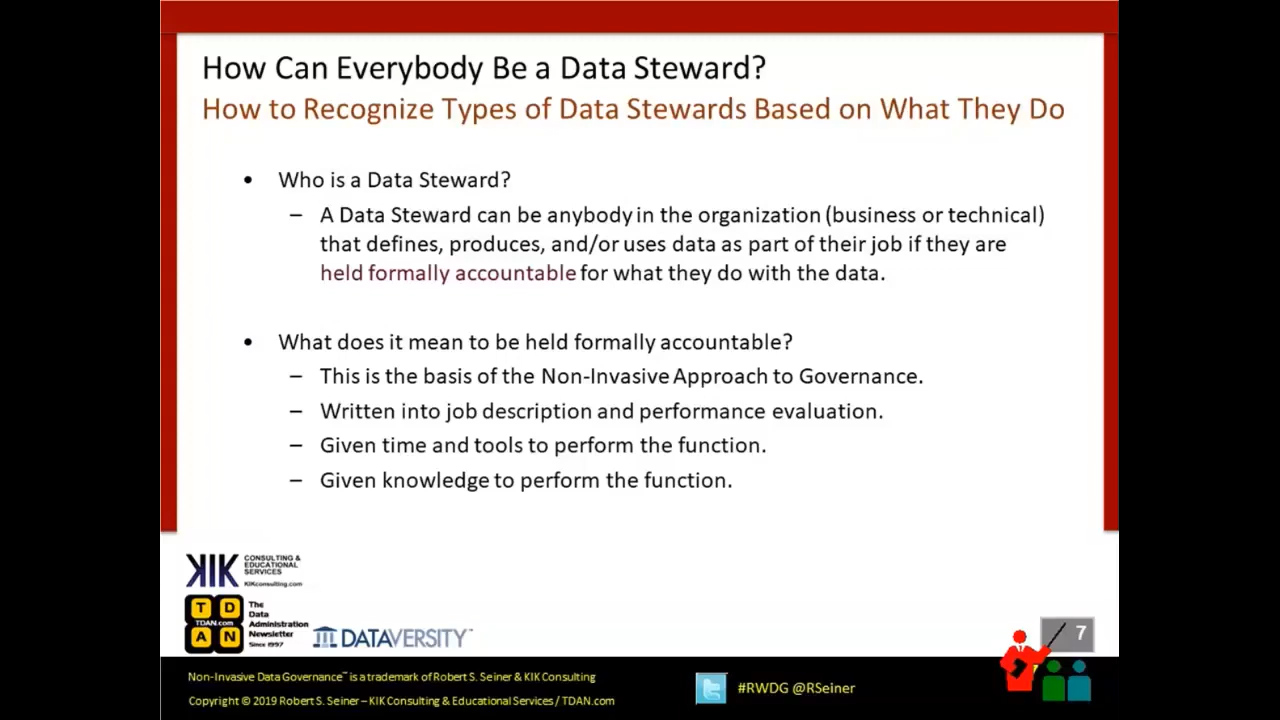 How Can Everybody Be a Data Steward?
How to Recognize Types of Data Stewards Based on What They Do
• Who is a Data Steward?
– A Data Steward can be anybody in the organization (business or technical)
that defines, produces, and/or uses data as part of their job if they are
held formally accountable for what they do with the data.
• What does it mean to be held formally accountable?
– This is the basis of the Non-Invasive Approach to Governance.
– Written into job description and performance evaluation.
– Given time and tools to perform the function.
– Given knowledge to perform the function.
KIK CONSULTING &
EDUCATIONAL
SERVICES
KIKconsulting.com
T D
TDAN.com
A N
The
Data
Administration
Newsletter
Since 1997
DATAVERSITY™
7
Non-Invasive Data Governance™ is a trademark of Robert S. Seiner & KIK Consulting
Copyright © 2019 Robert S. Seiner – KIK Consulting & Educational Services / TDAN.com
#RWDG @RSeiner